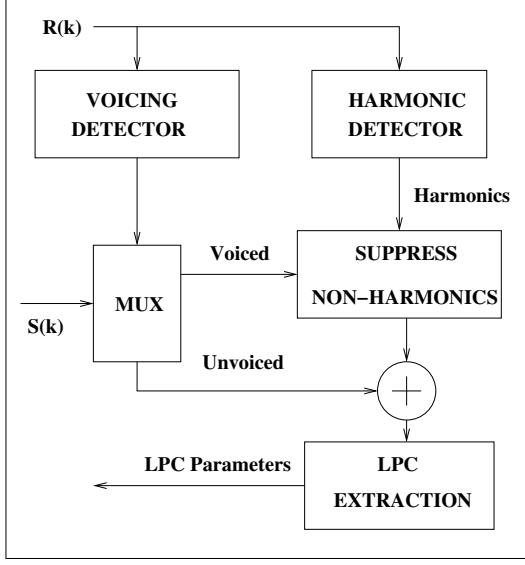 R(k)
VOICING
DETECTOR
HARMONIC
DETECTOR
Harmonics
Voiced
SUPPRESS
NON−HARMONICS
MUX
S(k)
Unvoiced
+
LPC Parameters
LPC
EXTRACTION